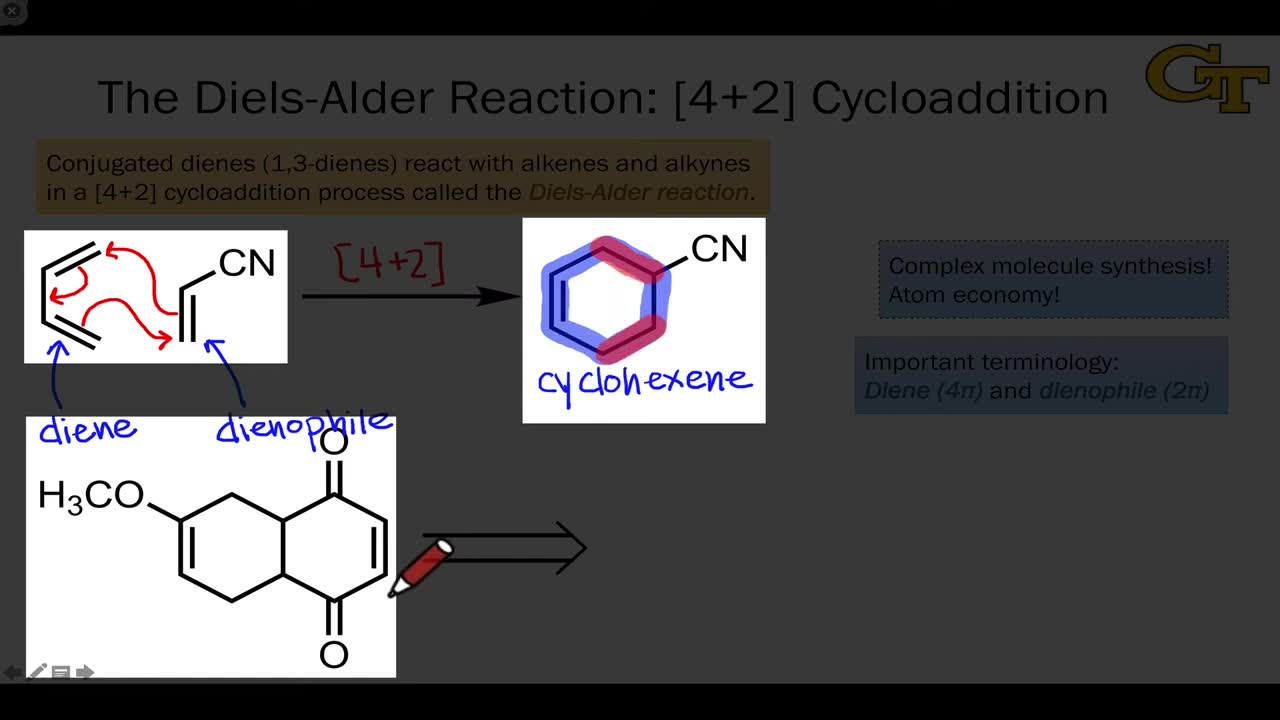 The Diels-Alder Reaction: [4+2] Cycloaddition
GT
Conjugated dienes (1,3-dienes) react with alkenes and alkynes
in a [4+2] cycloaddition process called the Diels-Alder reaction.
CN
[4+2]
CN
cyclohexene
Complex molecule synthesis!
Atom economy!
Important terminology:
Diene (4π) and dienophile (2π)
diene
dienophile
O
H₃CO
O